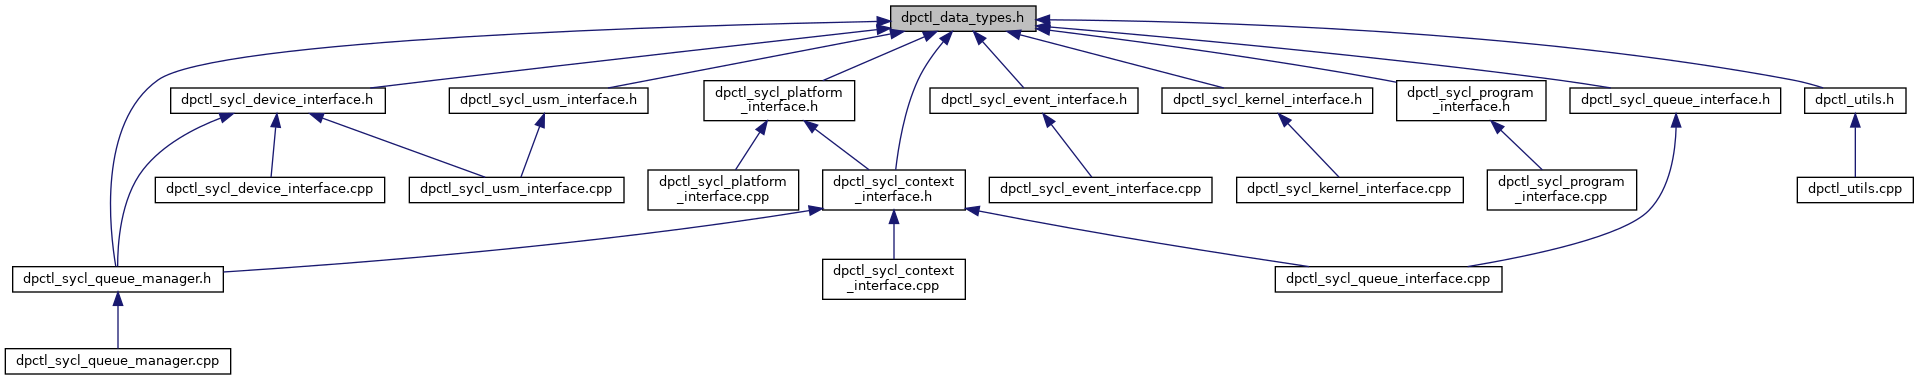 dpctl_data_types.h
dpctl_sycl_device_interface.h
dpctl_sycl_usm_interface.h
dpctl_sycl_platform
_interface.h
dpctl_sycl_event_interface.h
dpctl_sycl_kernel_interface.h
dpctl_sycl_program
_interface.h
dpctl_sycl_queue_interface.h
dpctl_utils.h
dpctl_sycl_device_interface.cpp
dpctl_sycl_usm_interface.cpp
dpctl_sycl_platform
_interface.cpp
dpctl_sycl_context
_interface.h
dpctl_sycl_event_interface.cpp
dpctl_sycl_kernel_interface.cpp
dpctl_sycl_program
_interface.cpp
dpctl_utils.cpp
dpctl_sycl_queue_manager.h
dpctl_sycl_context
_interface.cpp
dpctl_sycl_queue_interface.cpp
dpctl_sycl_queue_manager.cpp